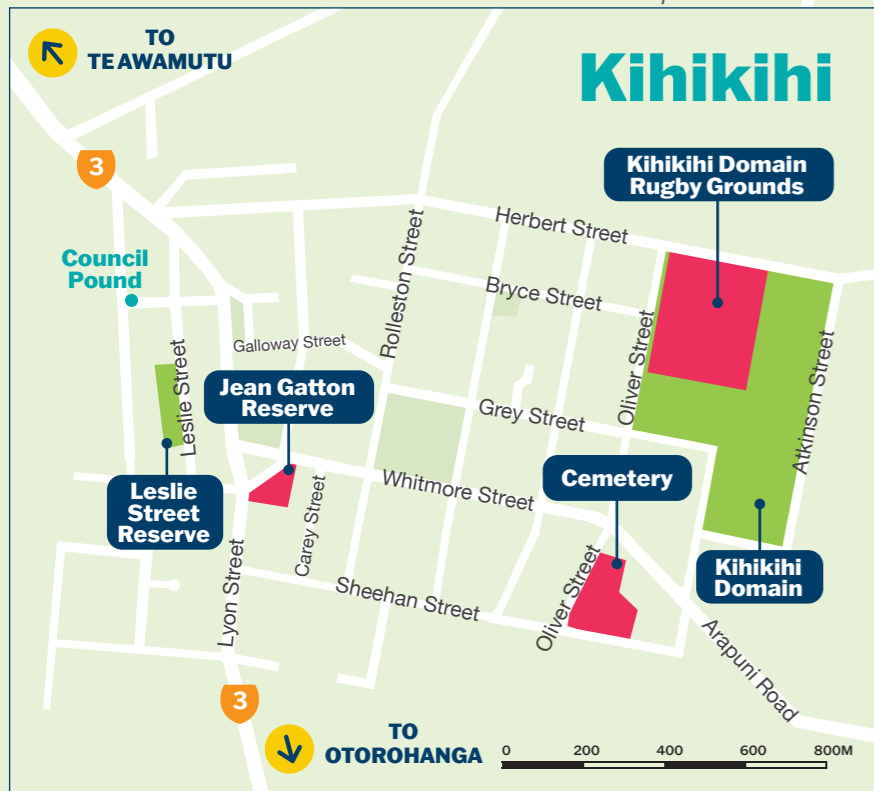 TO
TE AWAMUTU
Kihikihi
3
Kihikihi Domain
Rugby Grounds
Herbert Street
Council
Pound
Rolleston Street
Bryce Street
Galloway Street
Oliver Street
Leslie Street
Jean Gatton
Reserve
Grey Street
Atkinson Street
Whitmore Street
Cemetery
Leslie
Street
Reserve
Carey Street
Kihikihi
Domain
Lyon Street
Sheehan Street
Oliver Street
Arapuni Road
3
TO
OTOROHANGA
0 200 400 600 800M